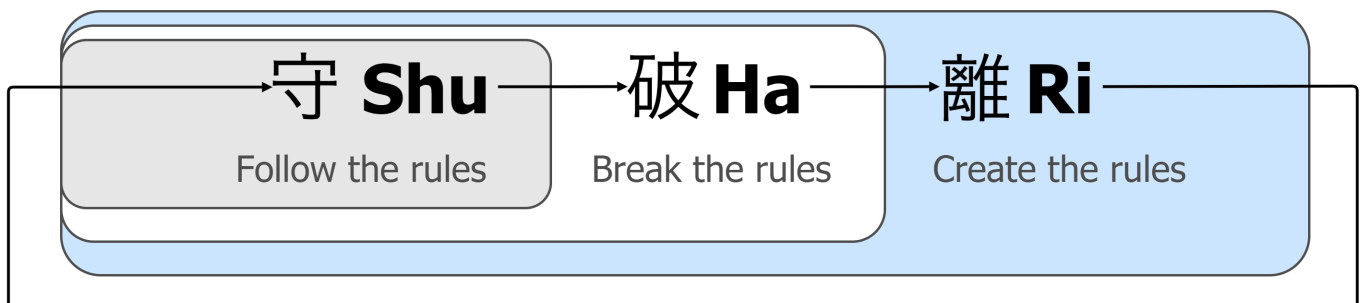 守 Shu 破 Ha 離 Ri
Follow the rules Break the rules Create the rules